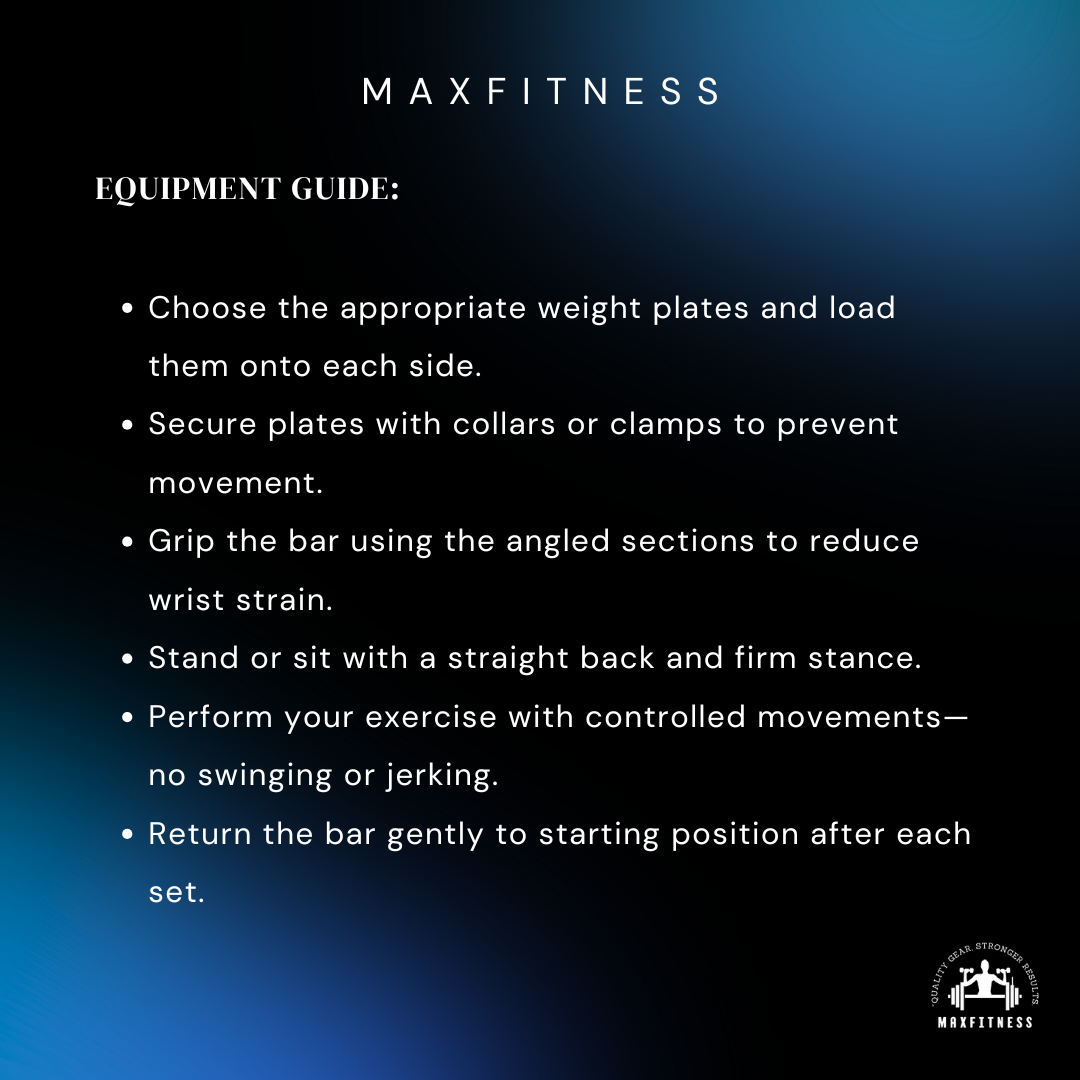 MAXFITNESS
EQUIPMENT GUIDE:
• Choose the appropriate weight plates and load
them onto each side.
• Secure plates with collars or clamps to prevent
movement.
• Grip the bar using the angled sections to reduce
wrist strain.
• Stand or sit with a straight back and firm stance.
• Perform your exercise with controlled movements—
no swinging or jerking.
• Return the bar gently to starting position after each
set.
"QUALITY GEAR. STRONGER RESULTS
MAXFITNESS